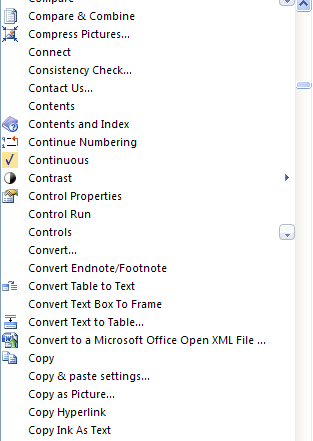 Compare
Compare & Combine
Compress Pictures...
Connect
Consistency Check...
Contact Us...
Contents
Contents and Index
Continue Numbering
Continuous
Contrast
Control Properties
Control Run
Controls
Convert...
Convert Endnote/Footnote
Convert Table to Text
Convert Text Box To Frame
Convert Text to Table...
Convert to a Microsoft Office Open XML File ...
Copy
Copy & paste settings...
Copy as Picture...
Copy Hyperlink
Copy Ink As Text